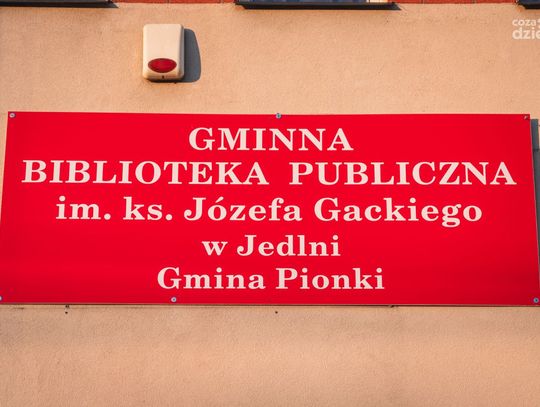 GMINNA
BIBLIOTEKA PUBLICZNA
im. ks. Józefa Gackiego
w Jedlni
Gmina Pionki